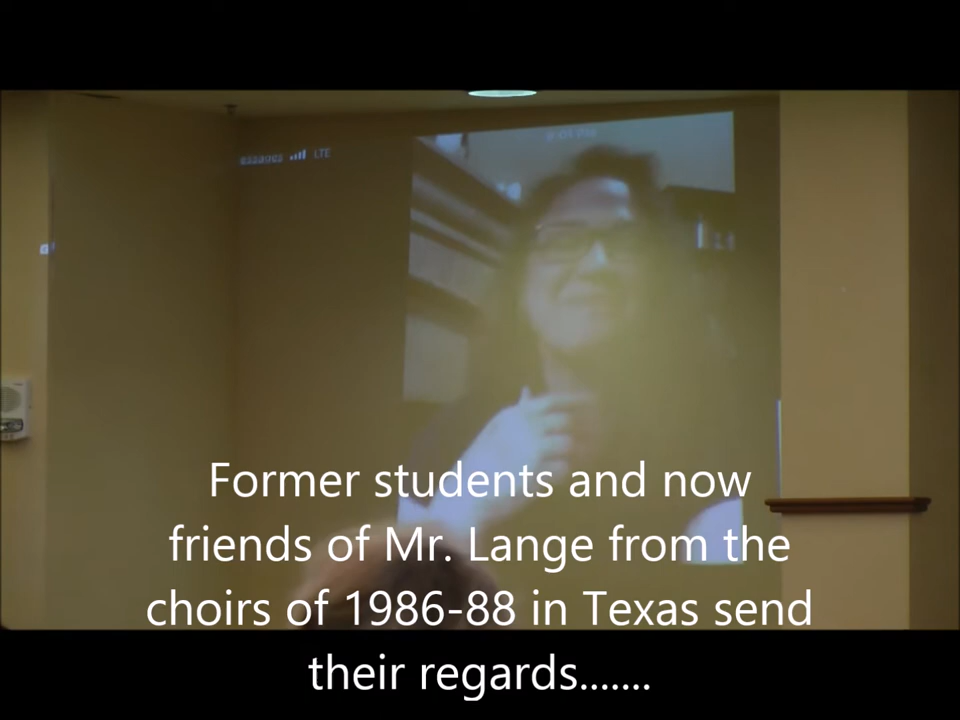 LTE
Former students and now
friends of Mr. Lange from the
choirs of 1986-88 in Texas send
their regards.......